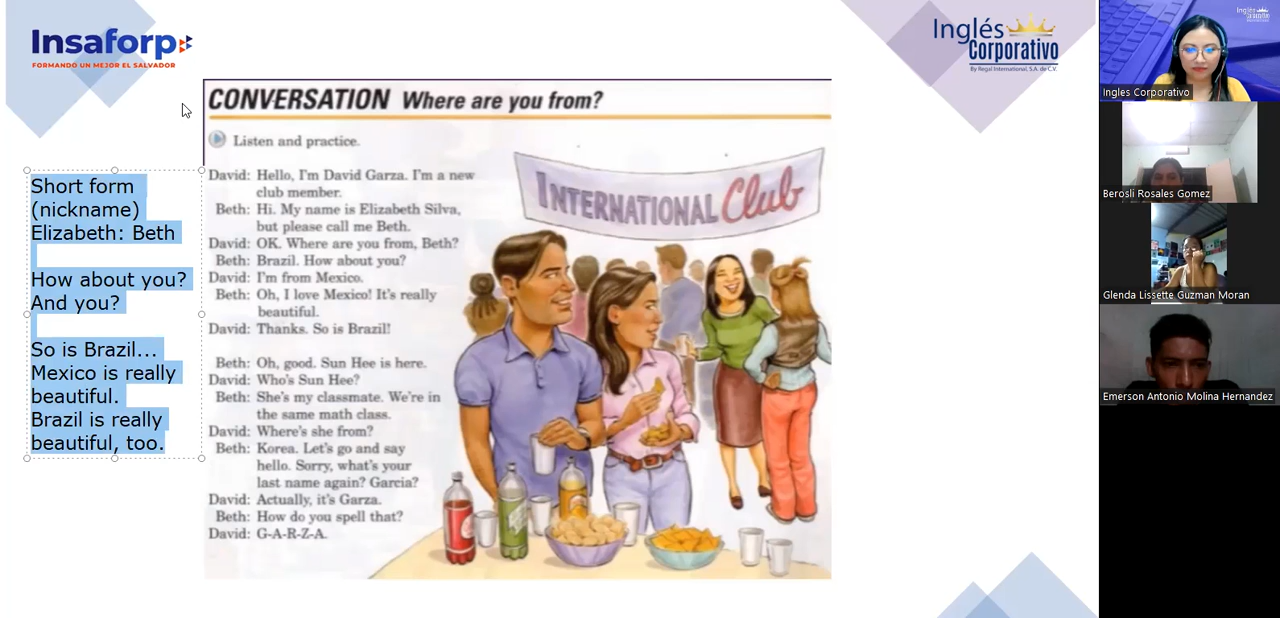 Insaforp
FORMANDO UN MEJOR EL SALVADOR
Inglés
Corporativo
By Regal International, S.A. de C.V.
CONVERSATION Where are you from?
Listen and practice.
David: Hello, I'm David Garza. I'm a new
club member.
Beth: Hi. My name is Elizabeth Silva,
but please call me Beth.
David: OK. Where are you from, Beth?
Beth: Brazil. How about you?
David: I'm from Mexico.
Beth: Oh, I love Mexico! It's really
beautiful.
David: Thanks. So is Brazil!
Beth: Oh, good. Sun Hee is here.
David: Who's Sun Hee?
Beth: She's my classmate. We're in
the same math class.
David: Where's she from?
Beth: Korea. Let's go and say
hello. Sorry, what's your
last name again? Garcia?
David: Actually, it's Garza.
Beth: How do you spell that?
David: G-A-R-Z-A.
INTERNATIONAL Club
Short form
(nickname)
Elizabeth: Beth
How about you?
And you?
So is Brazil...
Mexico is really
beautiful.
Brazil is really
beautiful, too.
Inglés
Ingles Corporativo
Berosli Rosales Gomez
Glenda Lissette Guzman Moran
Emerson Antonio Molina Hernandez